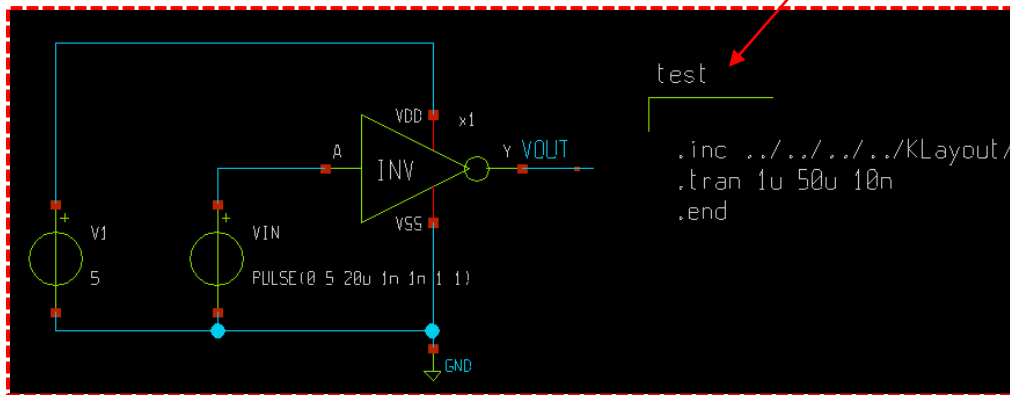 test
VDD
x1
A
INV
Y
VOUT
.inc ../../../../KLayout/
.tran 1u 50u 10n
.end
VSS
V1
VIN
5
PULSE(0 5 20u 1n 1n 1 1)
GND